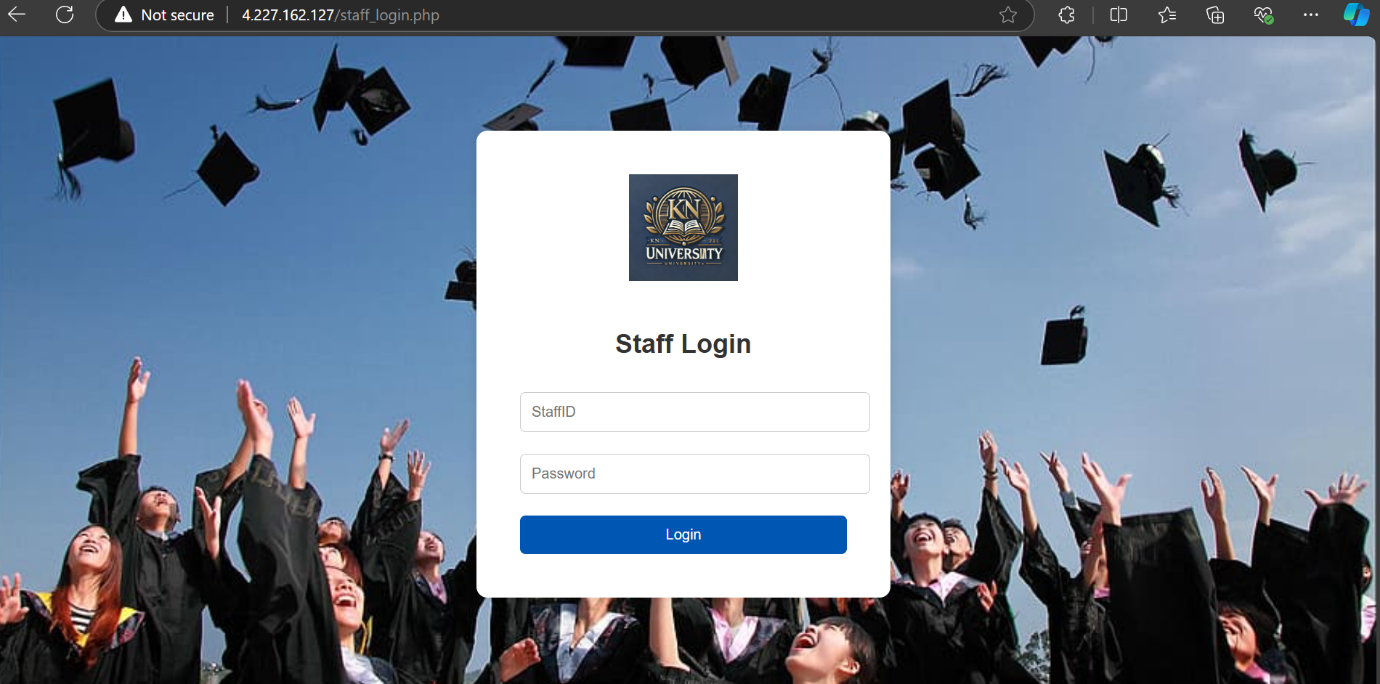 Not secure 4.227.162.127/staff_login.php
KN
UNIVERSITY
Staff Login
StaffID
Password
Login